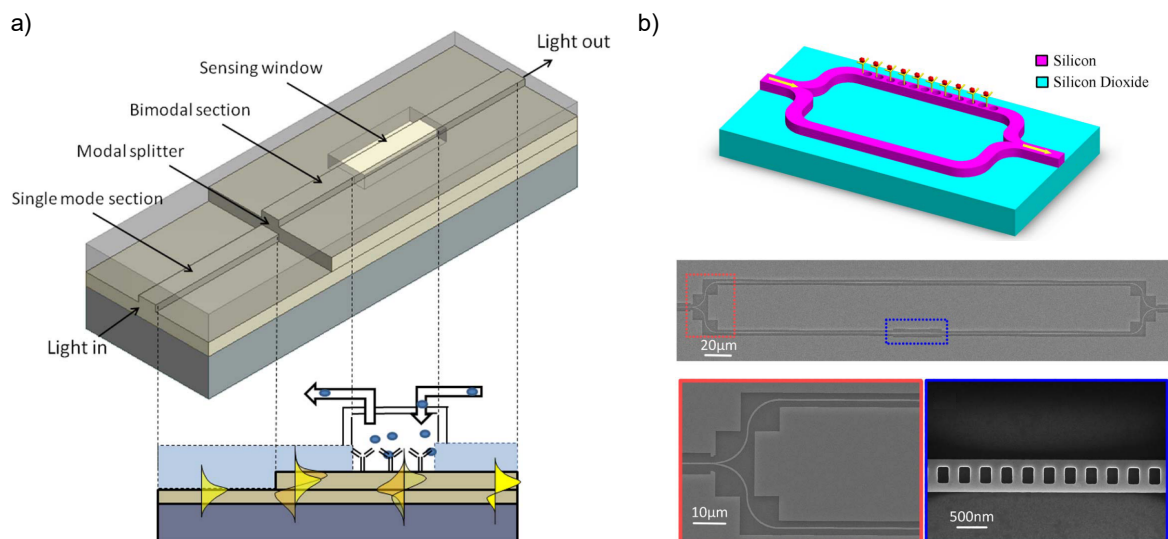 a)
Light out
Sensing window
Bimodal section
Modal splitter
Single mode section
Light in
b)
Silicon
Silicon Dioxide
20μm
10μm
500nm